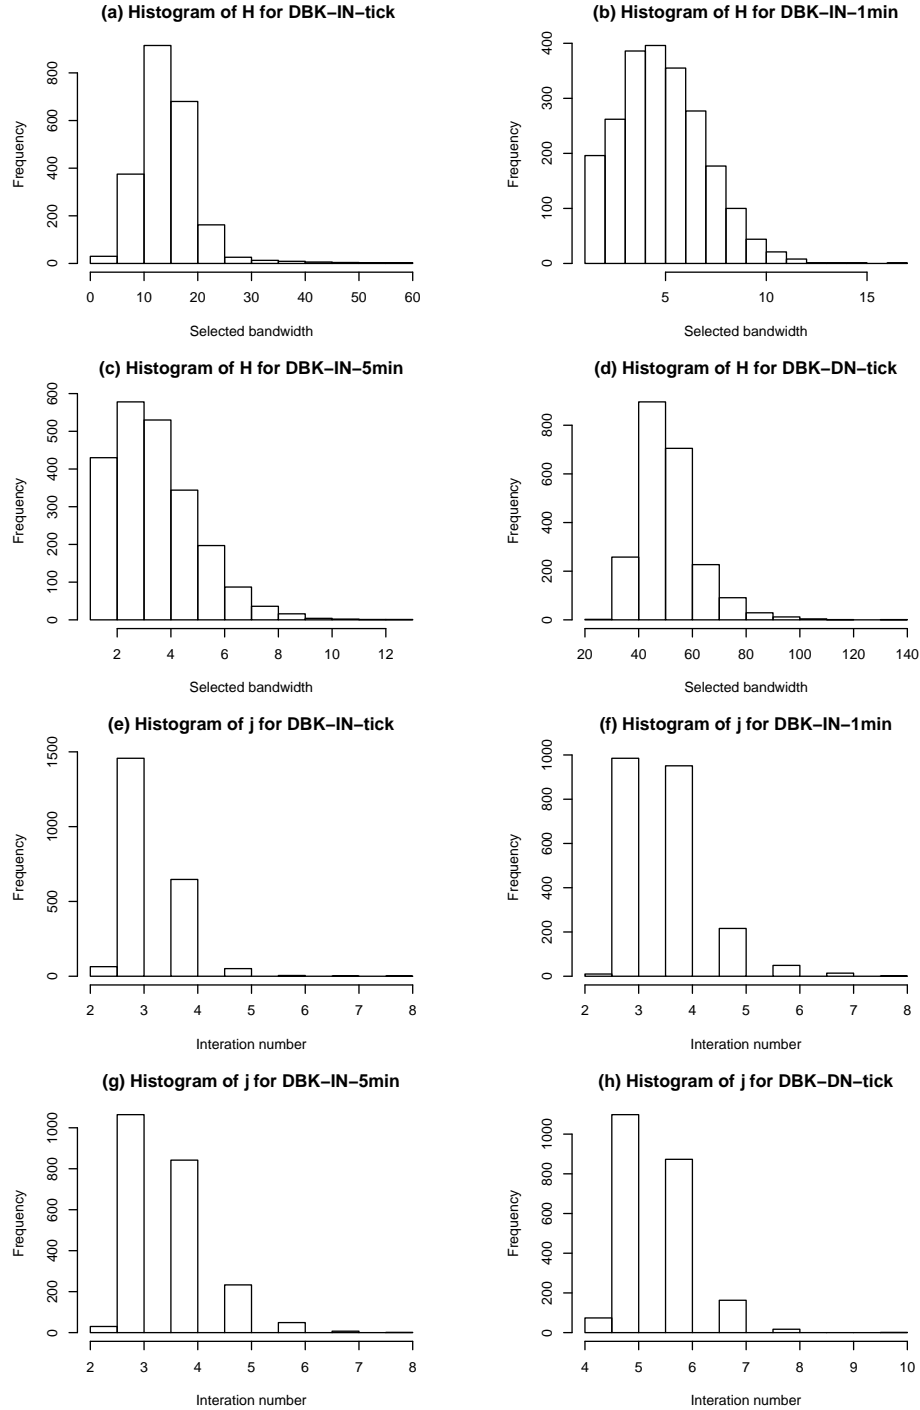 (a) Histogram of H for DBK−IN−tick
Frequency
0 200 400 600 800
0 10 20 30 40 50 60
Selected bandwidth
(b) Histogram of H for DBK−IN−1min
Frequency
0 100 200 300 400
5 10 15
Selected bandwidth
(c) Histogram of H for DBK−IN−5min
Frequency
0 100 200 300 400 500 600
2 4 6 8 10 12
Selected bandwidth
(d) Histogram of H for DBK−DN−tick
Frequency
0 200 400 600 800
20 40 60 80 100 120 140
Selected bandwidth
(e) Histogram of j for DBK−IN−tick
Frequency
0 500 1000 1500
2 3 4 5 6 7 8
Interation number
(f) Histogram of j for DBK−IN−1min
Frequency
0 200 400 600 800 1000
2 3 4 5 6 7 8
Interation number
(g) Histogram of j for DBK−IN−5min
Frequency
0 200 400 600 800 1000
2 3 4 5 6 7 8
Interation number
(h) Histogram of j for DBK−DN−tick
Frequency
0 200 400 600 800 1000
4 5 6 7 8 9 10
Interation number